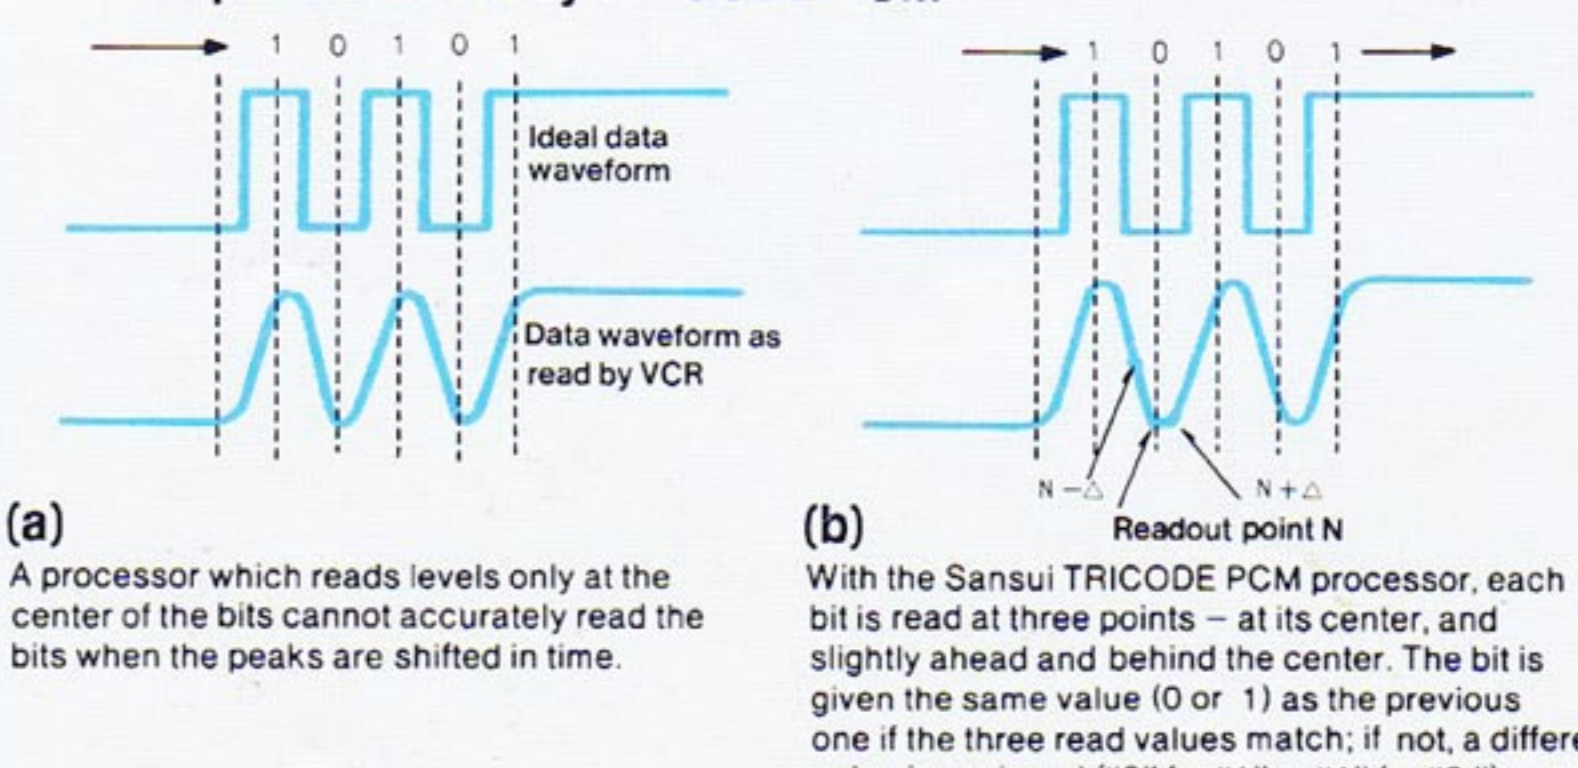 1 0 1 0 1
Ideal data
waveform
Data waveform as
read by VCR
(a)
A processor which reads levels only at the
center of the bits cannot accurately read the
bits when the peaks are shifted in time.
1 0 1 0 1
N −△
N + △
Readout point N
(b)
With the Sansui TRICODE PCM processor, each
bit is read at three points – at its center, and
slightly ahead and behind the center. The bit is
given the same value (0 or 1) as the previous
one if the three read values match; if not, a differe